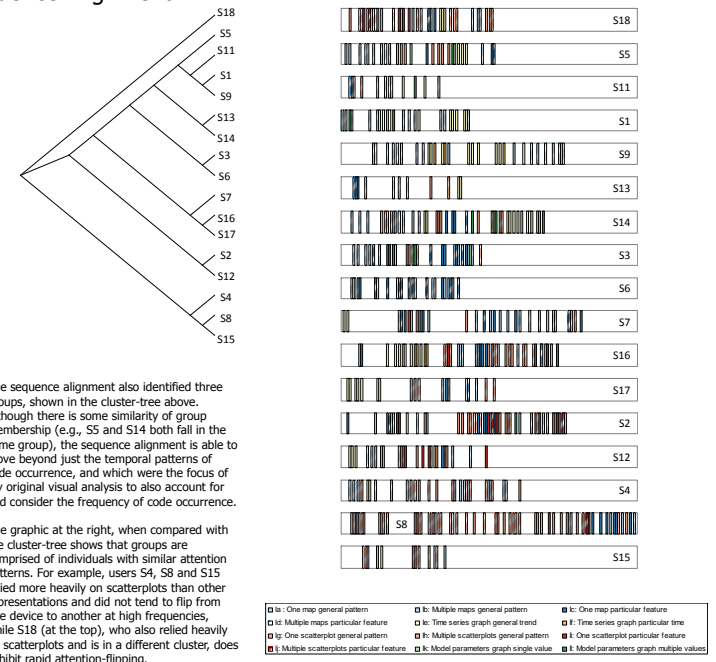 S18
S5
S11
S1
S9
S13
S14
S3
S6
S7
S16
S17
S2
S12
S4
S8
S15
S18
S5
S11
S1
S9
S13
S14
S3
S6
S7
S16
S17
S2
S12
S4
S8
S15
e sequence alignment also identified three
oups, shown in the cluster-tree above.
though there is some similarity of group
embership (e.g., S5 and S14 both fall in the
me group), the sequence alignment is able to
ove beyond just the temporal patterns of
de occurrence, and which were the focus of
y original visual analysis to also account for
d consider the frequency of code occurrence.
e graphic at the right, when compared with
e cluster-tree shows that groups are
mprised of individuals with similar attention
tterns. For example, users S4, S8 and S15
lied more heavily on scatterplots than other
presentations and did not tend to flip from
e device to another at high frequencies,
ile S18 (at the top), who also relied heavily
scatterplots and is in a different cluster, does
hibit rapid attention-flipping.
Ia : One map general pattern
Ib: Multiple maps general pattern
Ic: One map particular feature
Id: Multiple maps particular feature
Ie: Time series graph general trend
If: Time series graph particular time
Ig: One scatterplot general pattern
Ih: Multiple scatterplots general pattern
Ii: One scatterplot particular feature
Ij: Multiple scatterplots particular feature
Ik: Model parameters graph single value
Il: Model parameters graph multiple values